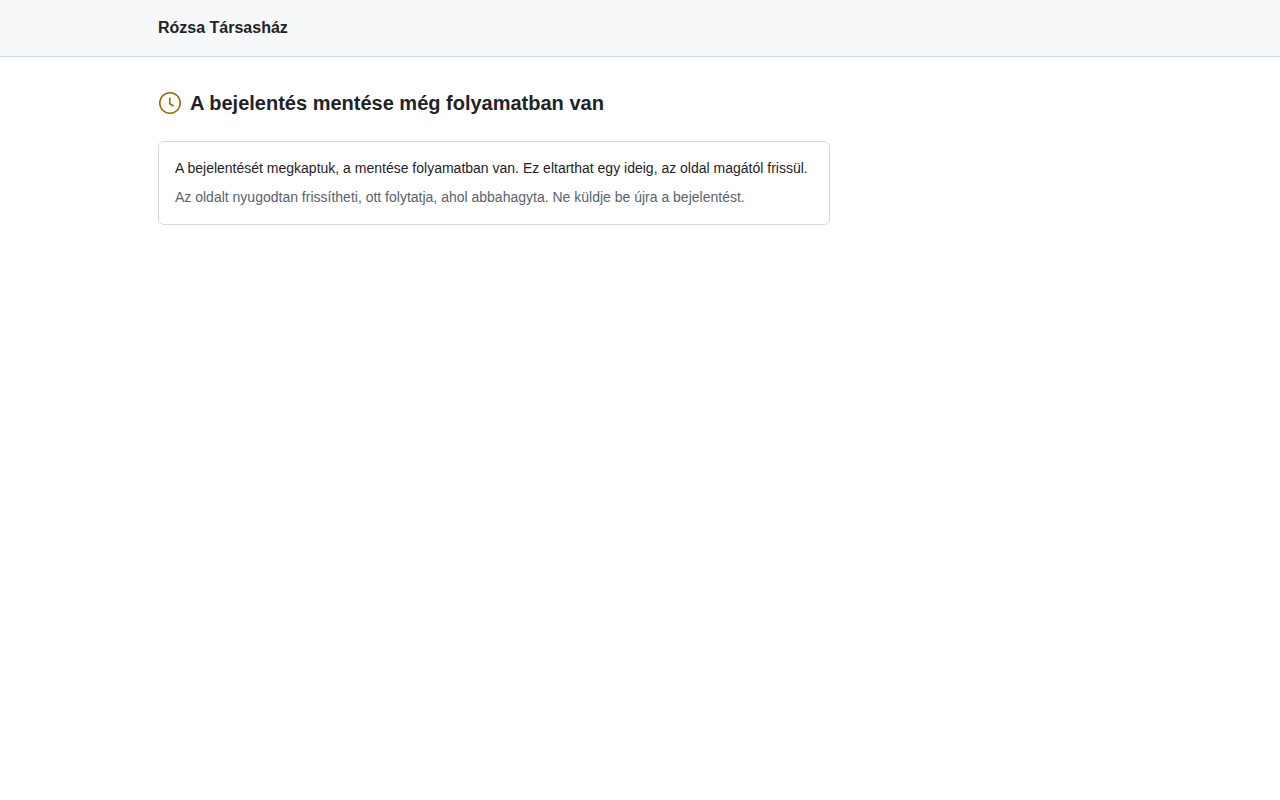 Rózsa Társasház
A bejelentés mentése még folyamatban van
A bejelentését megkaptuk, a mentése folyamatban van. Ez eltarthat egy ideig, az oldal magától frissül.
Az oldalt nyugodtan frissítheti, ott folytatja, ahol abbahagyta. Ne küldje be újra a bejelentést.